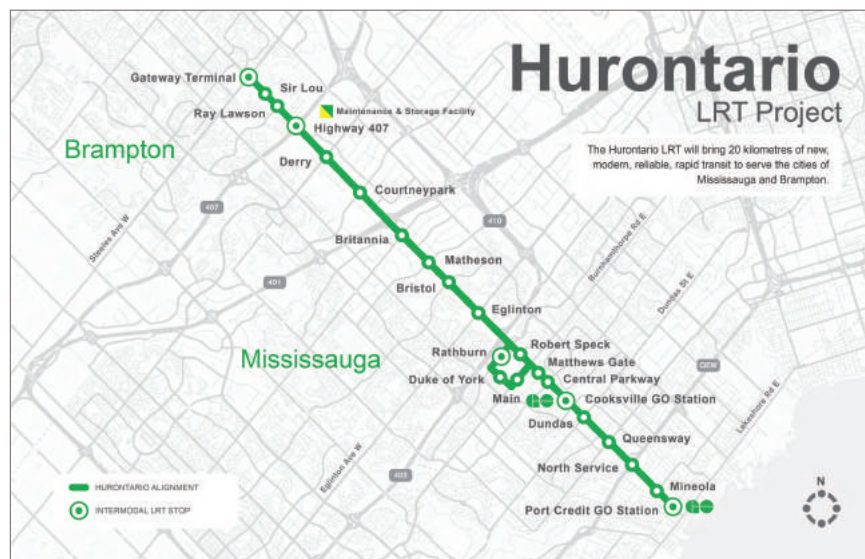 Hurontario
LRT Project
The Hurontario LRT will bring 20 kilometres of new,
modern, reliable, rapid transit to serve the cities of
Mississauga and Brampton.
Gateway Terminal
Sir Lou
Ray Lawson
Maintenance & Storage Facility
Highway 407
Brampton
Derry
Courtneypark
407
Steeles Ave W
410
Britannia
Burnhamthorpe Rd E
Matheson
401
Bristol
Dundas St E
Eglinton
Mississauga
Robert Speck
Rathburn
Matthews Gate
QEW
Duke of York
Central Parkway
Main
Cooksville GO Station
Lakeshore Rd E
Dundas
Queensway
Eglinton Ave W
North Service
403
Mineola
Port Credit GO Station
HURONTARIO ALIGNMENT
INTERMODAL LRT STOP
N